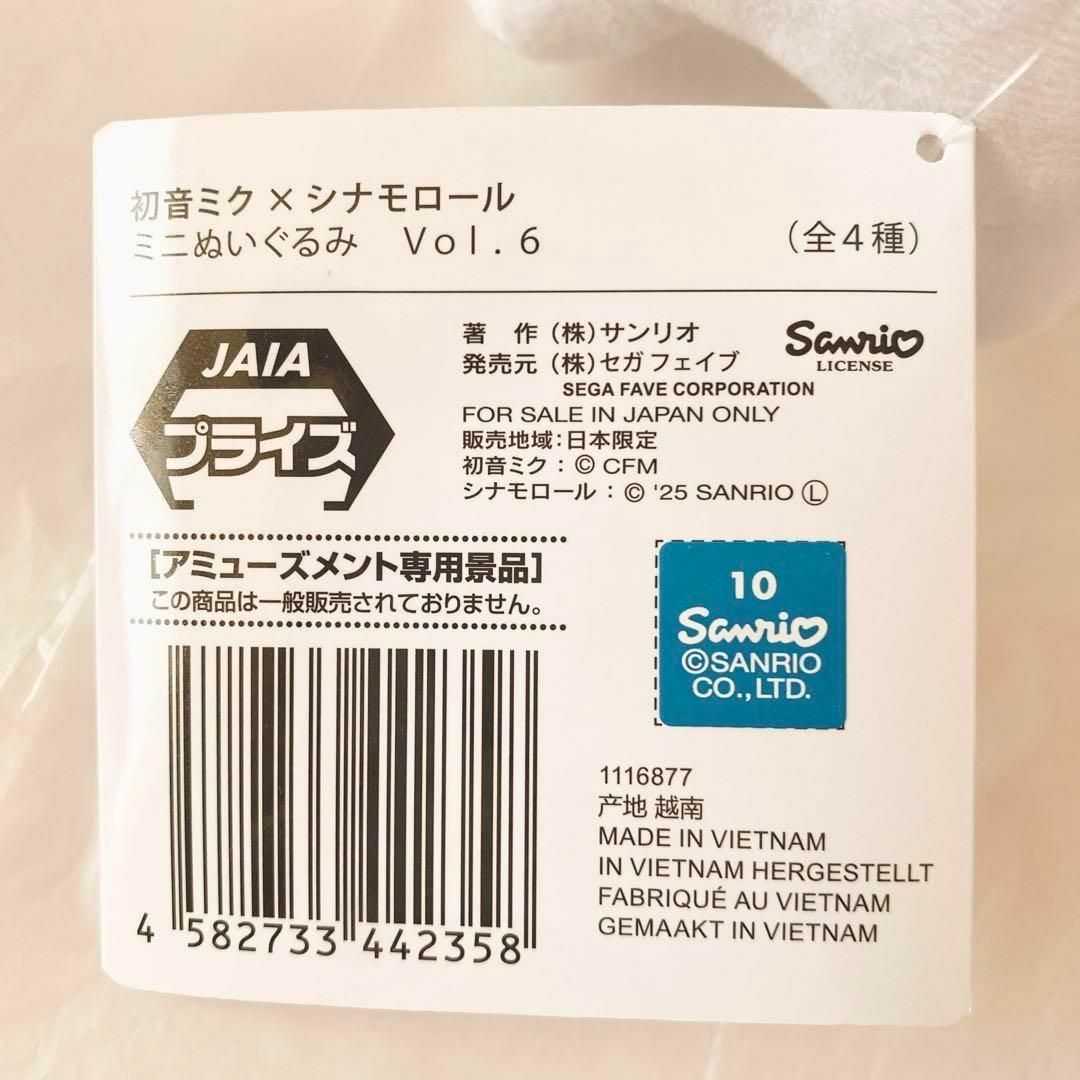 初音ミク × シナモロール
ミニぬいぐるみ Vol.6
（全4種）
JAIA
プライズ
著 作 (株)サンリオ
発売元 (株)セガ フェイブ
SEGA FAVE CORPORATION
FOR SALE IN JAPAN ONLY
販売地域:日本限定
初音ミク：© CFM
シナモロール：© '25 SANRIO Ⓛ
Sanrio
LICENSE
[アミューズメント専用景品]
この商品は一般販売されておりません。
10
Sanrio
©SANRIO
CO.,LTD.
4 582733 442358
1116877
产地 越南
MADE IN VIETNAM
IN VIETNAM HERGESTELLT
FABRIQUÉ AU VIETNAM
GEMAAKT IN VIETNAM